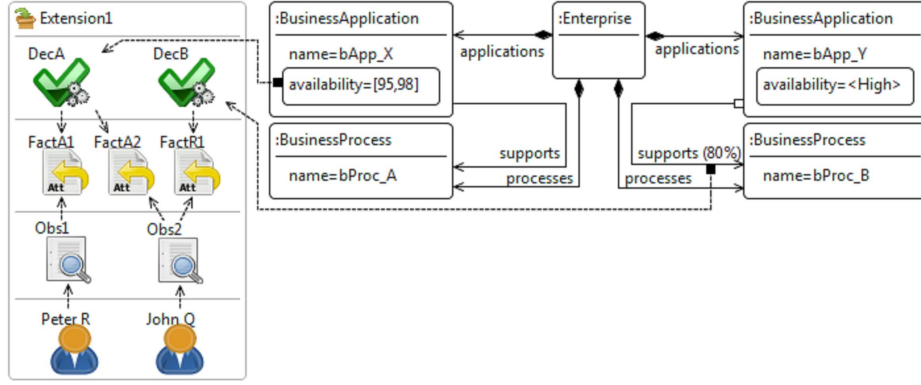 Extension1
DecA
DecB
FactA1
FactA2
FactR1
Att
Att
Att
Obs1
Obs2
Peter R
John Q
:BusinessApplication
name=bApp_X
availability=[95,98]
:Enterprise
applications
applications
:BusinessApplication
name=bApp_Y
availability=<High>
:BusinessProcess
name=bProc_A
supports
processes
supports (80%)
processes
:BusinessProcess
name=bProc_B